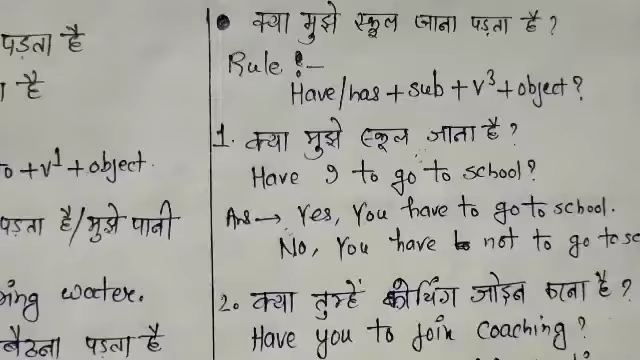 पड़ता है
है
to + v¹ + object.
पड़ता है/मुझे पानी
water.
बैठना पड़ता है
• क्या मुझे स्कूल जाना पड़ता है ?
Rule :-
Have/has + sub + v³ + object?
1. क्या मुझे स्कूल जाता है ?
Have I to go to school?
Ans → Yes, You have to go to school.
No, You have not to go to sc
2. क्या तुम्हें कोचिंग जोइन करना है ?
Have you to join coaching?